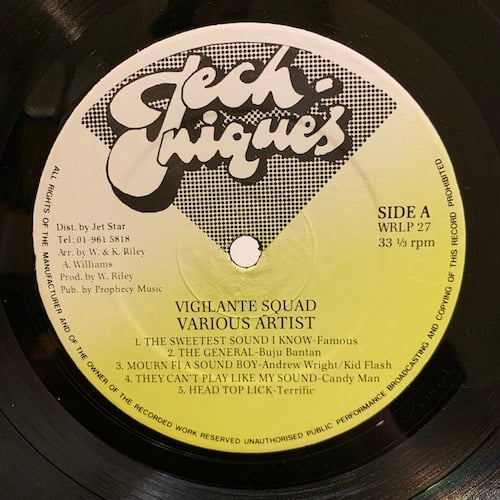 Tech-
niques
Dist. by Jet Star
Tel: 01-961 5818
Arr. by W. & K. Riley
A. Williams
Prod. by W. Riley
Pub. by Prophecy Music
SIDE A
WRLP 27
33 ⅓ rpm
VIGILANTE SQUAD
VARIOUS ARTIST
1. THE SWEETEST SOUND I KNOW-Famous
2. THE GENERAL-Buju Bantan
3. MOURN FI A SOUND BOY-Andrew Wright/Kid Flash
4. THEY CAN'T PLAY LIKE MY SOUND-Candy Man
5. HEAD TOP LICK-Terrific
ALL RIGHTS OF THE MANUFACTURER AND OF THE OWNER OF THE RECORDED WORK RESERVED UNAUTHORISED PUBLIC PERFORMANCE BROADCASTING AND COPYING OF THIS RECORD PROHIBITED